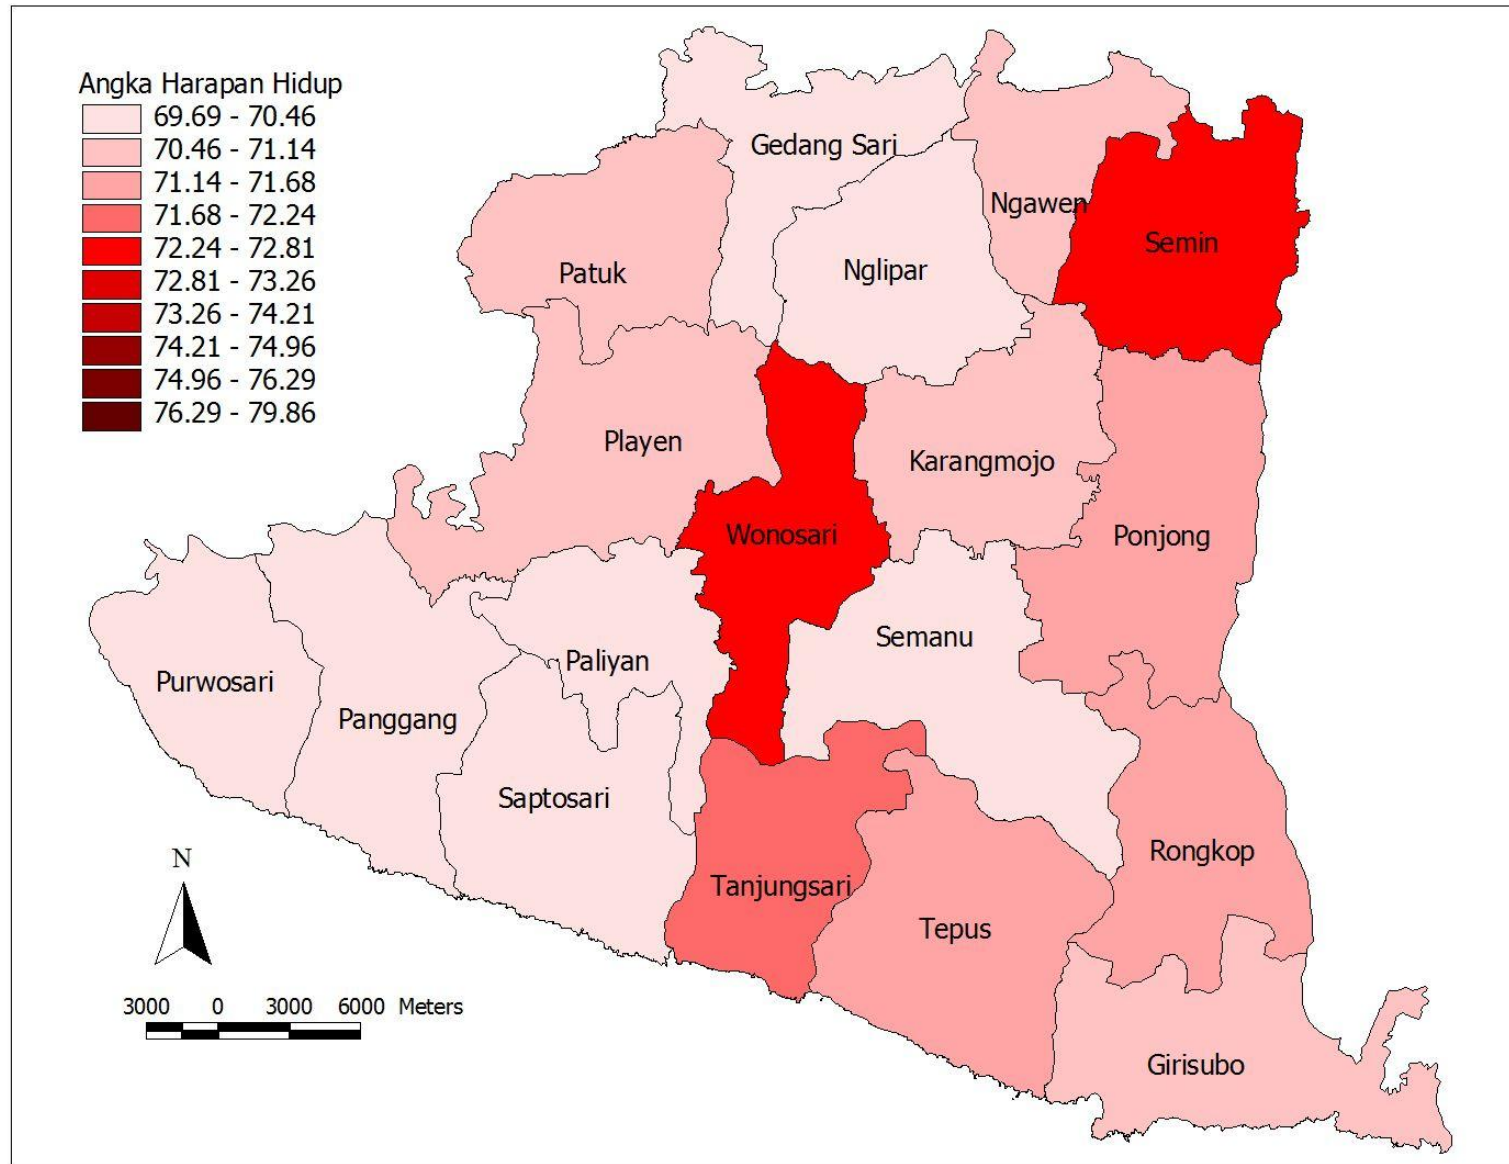 Angka Harapan Hidup
69.69 - 70.46
70.46 - 71.14
71.14 - 71.68
71.68 - 72.24
72.24 - 72.81
72.81 - 73.26
73.26 - 74.21
74.21 - 74.96
74.96 - 76.29
76.29 - 79.86
Gedang Sari
Ngawen
Semin
Patuk
Nglipar
Playen
Karangmojo
Wonosari
Ponjong
Semanu
Paliyan
Purwosari
Panggang
Saptosari
Rongkop
Tanjungsari
Tepus
Girisubo
N
3000 0 3000 6000 Meters